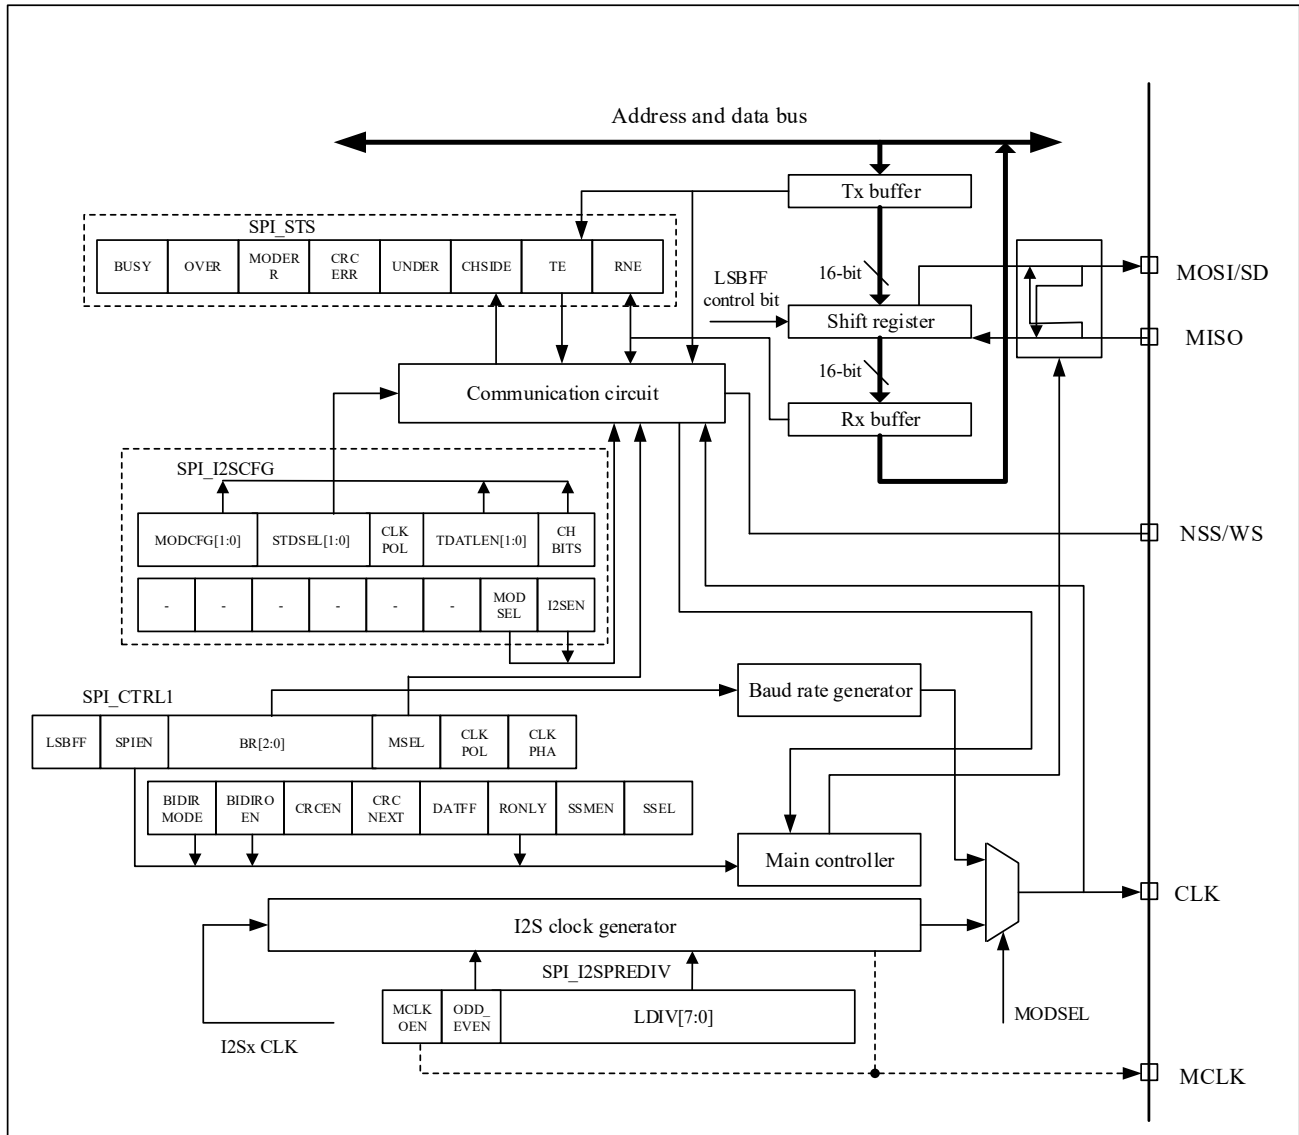 Address and data bus
Tx buffer
SPI_STS
BUSY
OVER
MODER
R
CRC
ERR
UNDER
CHSIDE
TE
RNE
16-bit
LSBFF
control bit
Shift register
MOSI/SD
MISO
16-bit
Communication circuit
Rx buffer
SPI_I2SCFG
MODCFG[1:0]
STDSEL[1:0]
CLK
POL
TDATLEN[1:0]
CH
BITS
NSS/WS
-
-
-
-
-
-
MOD
SEL
I2SEN
SPI_CTRL1
Baud rate generator
LSBFF
SPIEN
BR[2:0]
MSEL
CLK
POL
CLK
PHA
BIDIR
MODE
BIDIRO
EN
CRCEN
CRC
NEXT
DATFF
RONLY
SSMEN
SSEL
Main controller
CLK
I2S clock generator
SPI_I2SPREDIV
MCLK
OEN
ODD_
EVEN
LDIV[7:0]
MODSEL
I2Sx CLK
MCLK